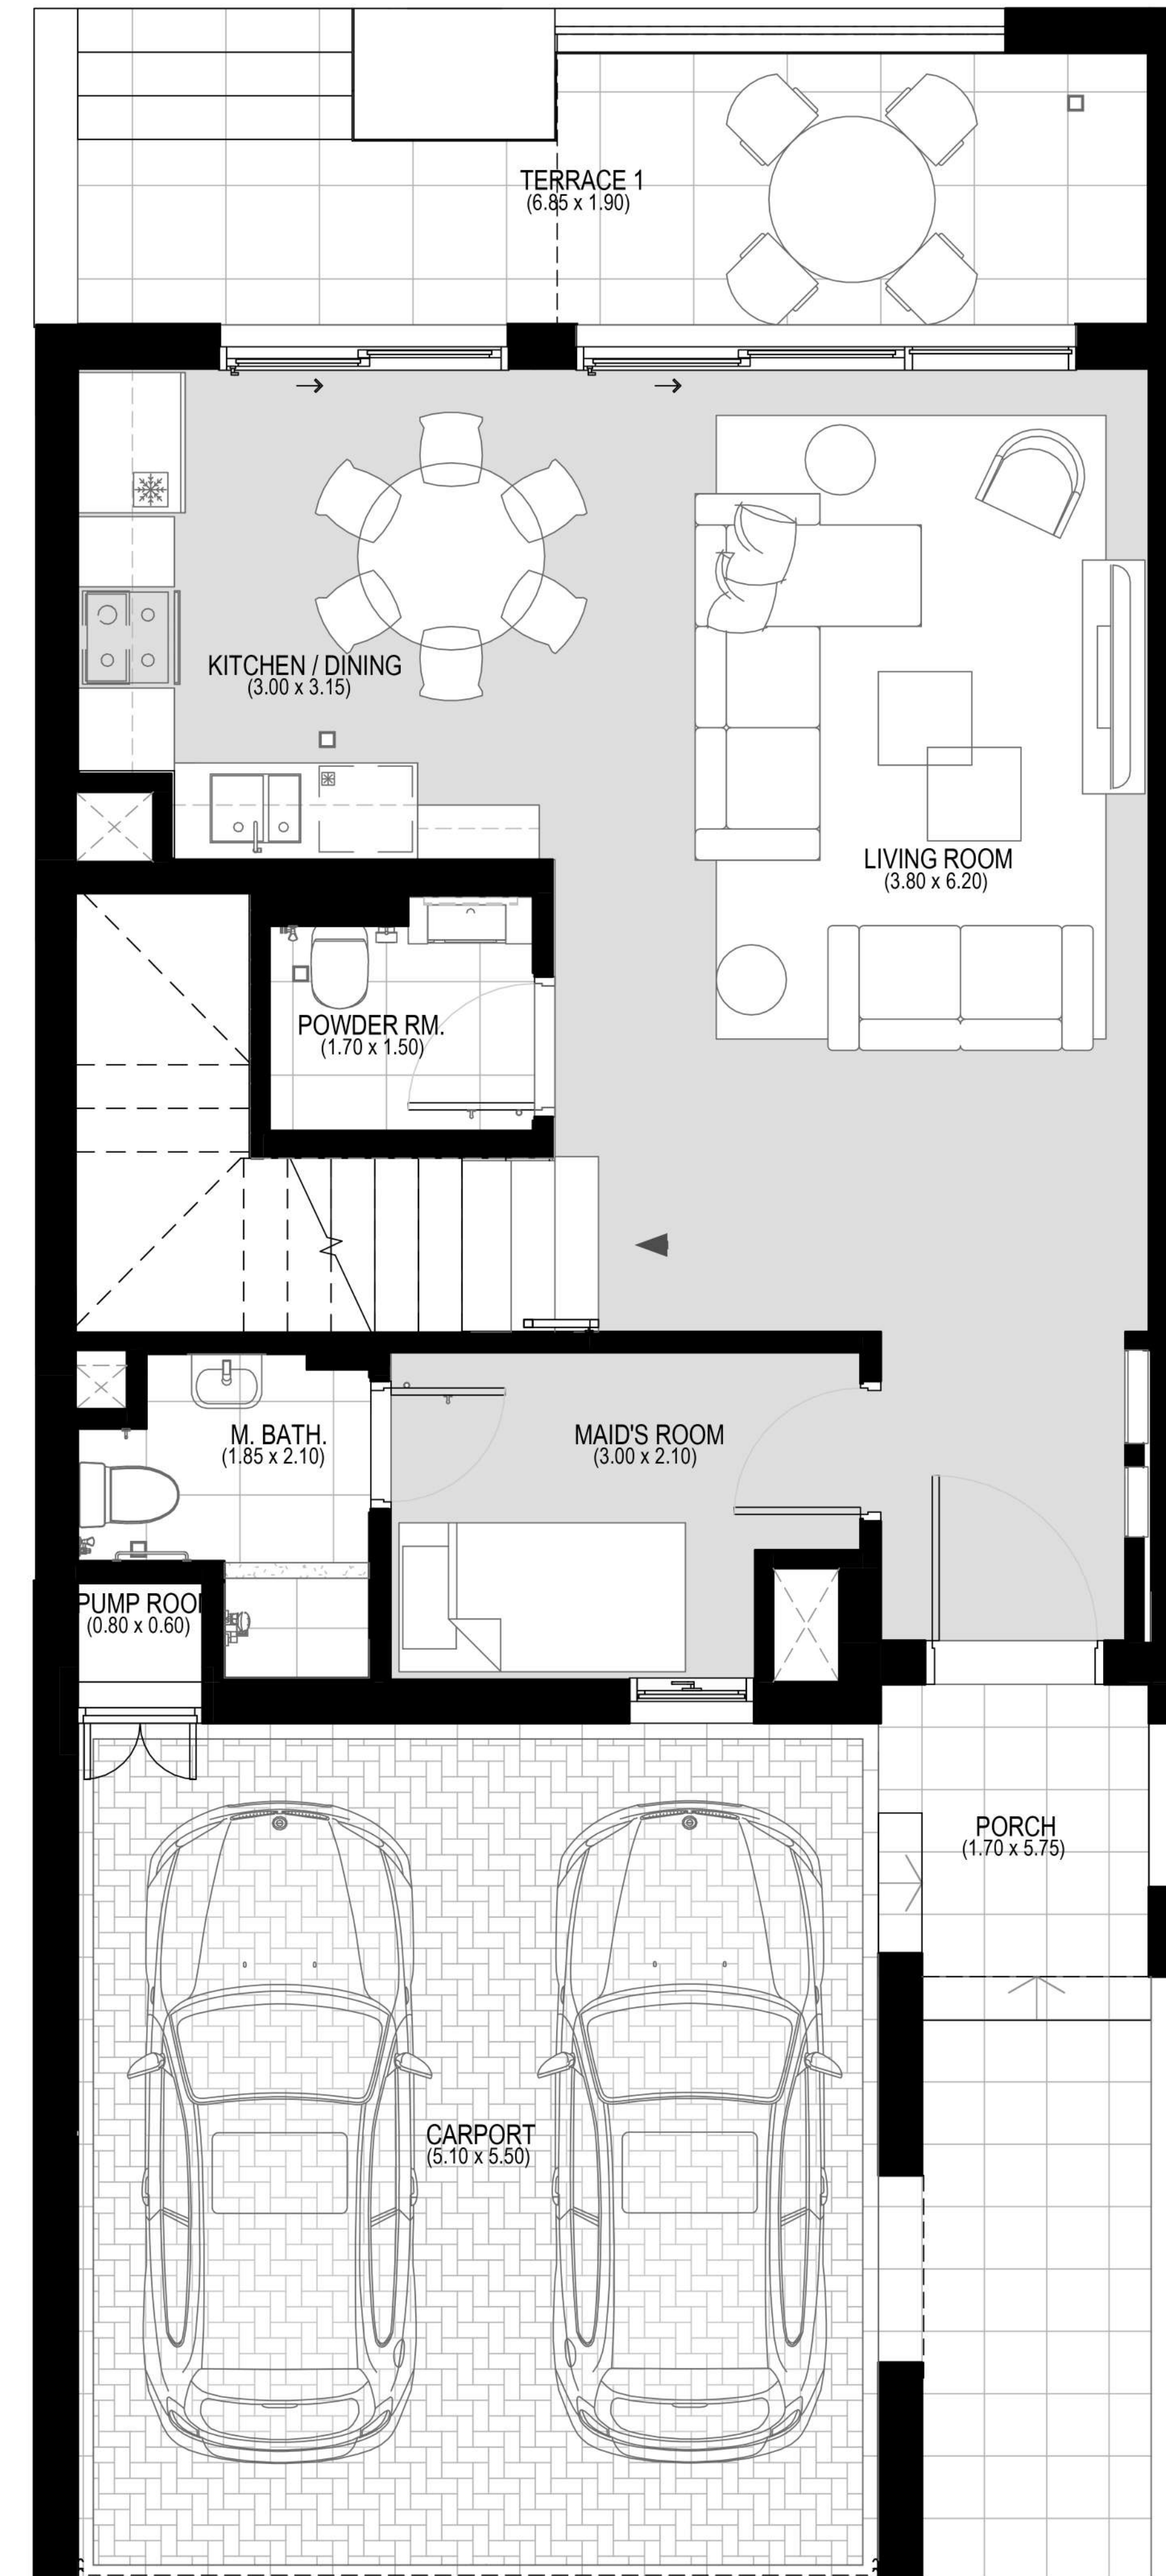 TERRACE 1
(6.85 x 1.90)
KITCHEN / DINING
(3.00 x 3.15)
LIVING ROOM
(3.80 x 6.20)
POWDER RM.
(1.70 x 1.50)
M. BATH.
(1.85 x 2.10)
MAID'S ROOM
(3.00 x 2.10)
PUMP ROO
(0.80 x 0.60)
PORCH
(1.70 x 5.75)
CARPORT
(5.10 x 5.50)